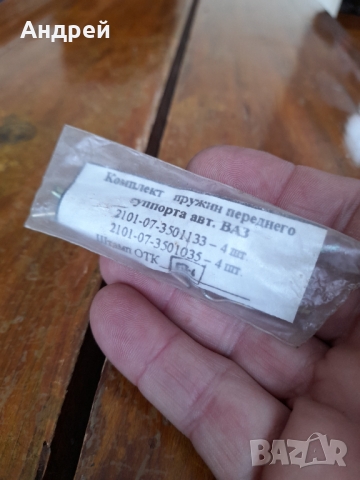 Андрей
Комплект пружин переднего
суппорта авт. ВАЗ
2101-07-3501133 – 4 шт.
2101-07-3501035 – 4 шт.
Штамп ОТК
BAZAR